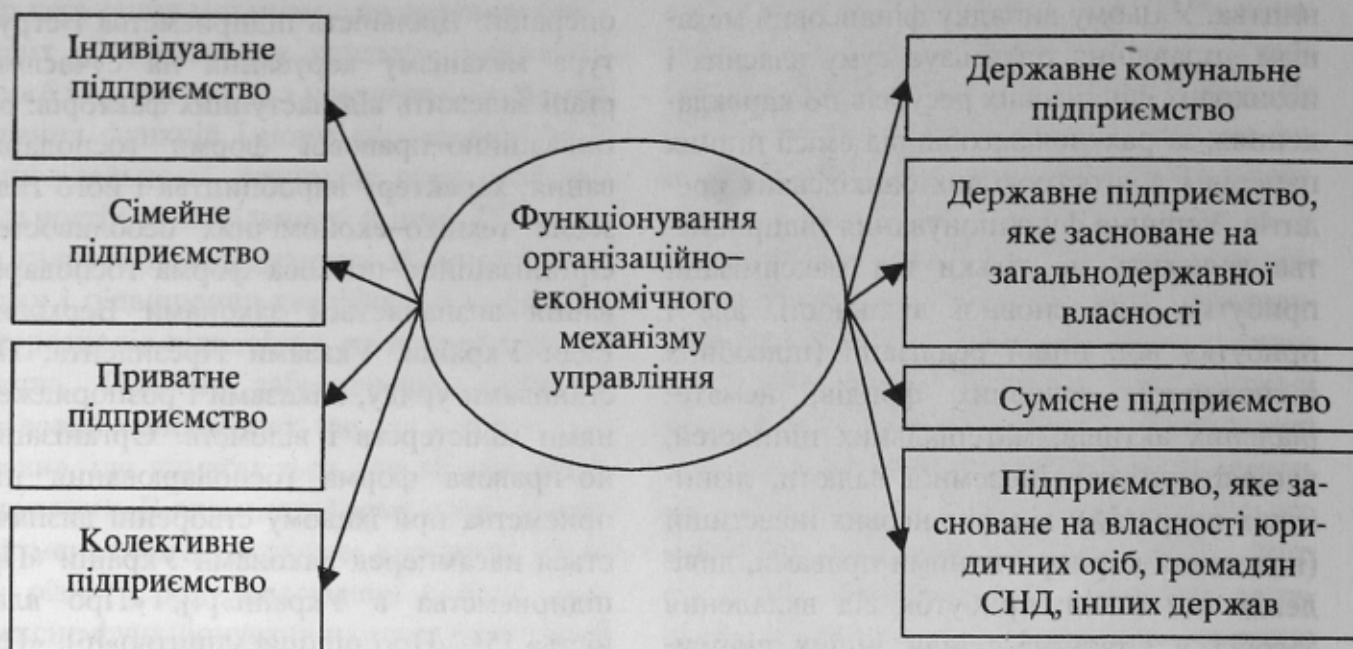 Індивідуальне
підприємство
Сімейне
підприємство
Приватне
підприємство
Колективне
підприємство
Функціонування
організаційно–
економічного
механізму
управління
Державне комунальне
підприємство
Державне підприємство,
яке засноване на
загальнодержавної
власності
Сумісне підприємство
Підприємство, яке за-
сноване на власності юри-
дичних осіб, громадян
СНД, інших держав